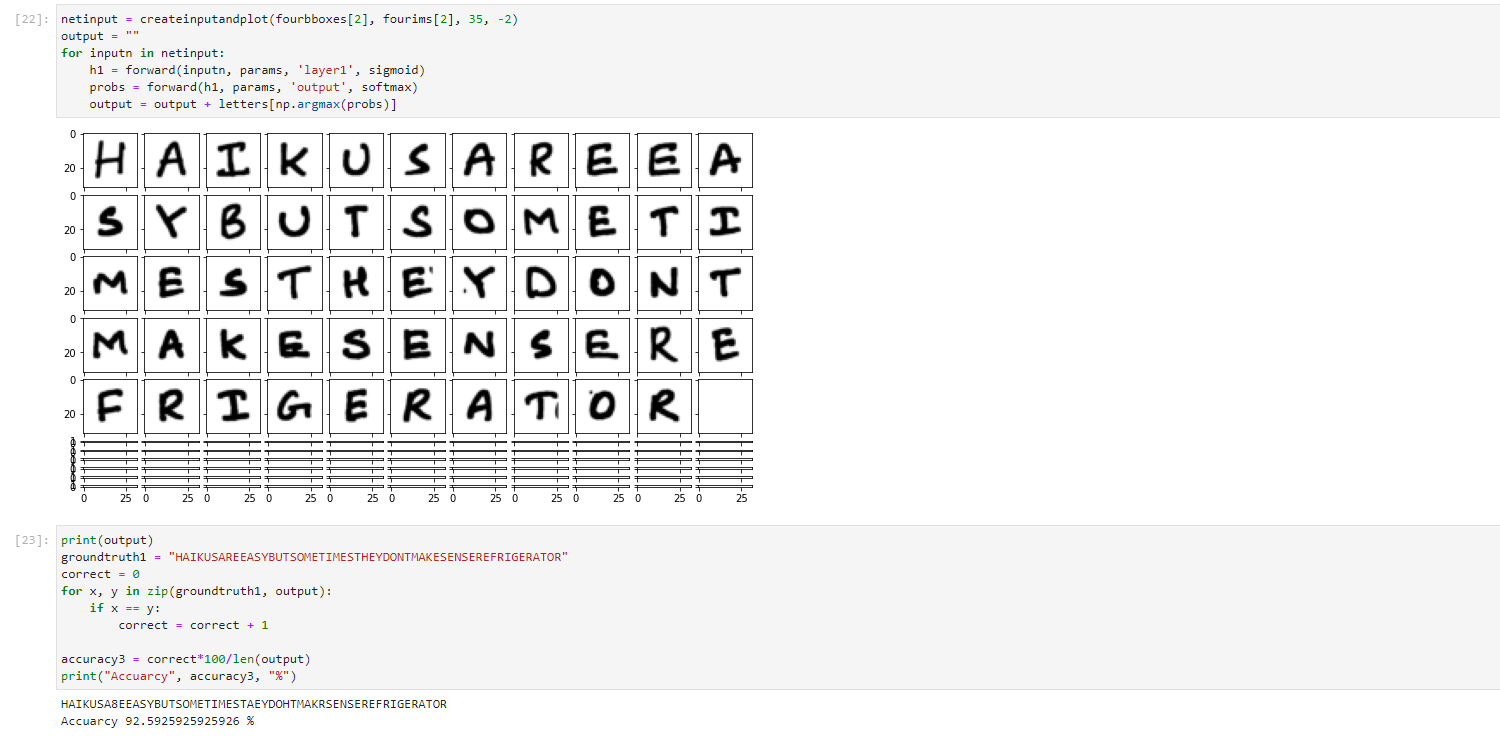 [22]: netinput = createinputandplot(fourbboxes[2], fourims[2], 35, -2)
output = ""
for inputn in netinput:
    h1 = forward(inputn, params, 'layer1', sigmoid)
    probs = forward(h1, params, 'output', softmax)
    output = output + letters[np.argmax(probs)]
0
20
H A I K U S A R E E A
0
20
S Y B U T S O M E T I
0
20
M E S T H E' Y D O N T
0
20
M A K E S E N S E R E
0
20
F R I G E R A T O R
0 25 0 25 0 25 0 25 0 25 0 25 0 25 0 25 0 25 0 25 0 25
[23]: print(output)
groundtruth1 = "HAIKUSAREEASYBUTSOMETIMESTHEYDONTMAKESENSEREFRIGERATOR"
correct = 0
for x, y in zip(groundtruth1, output):
    if x == y:
        correct = correct + 1
accuracy3 = correct*100/len(output)
print("Accuarcy", accuracy3, "%")
HAIKUSA8EEASYBUTSOMETIMESTAEYDOHTMAKRSENSEREFRIGERATOR
Accuarcy 92.5925925925926 %